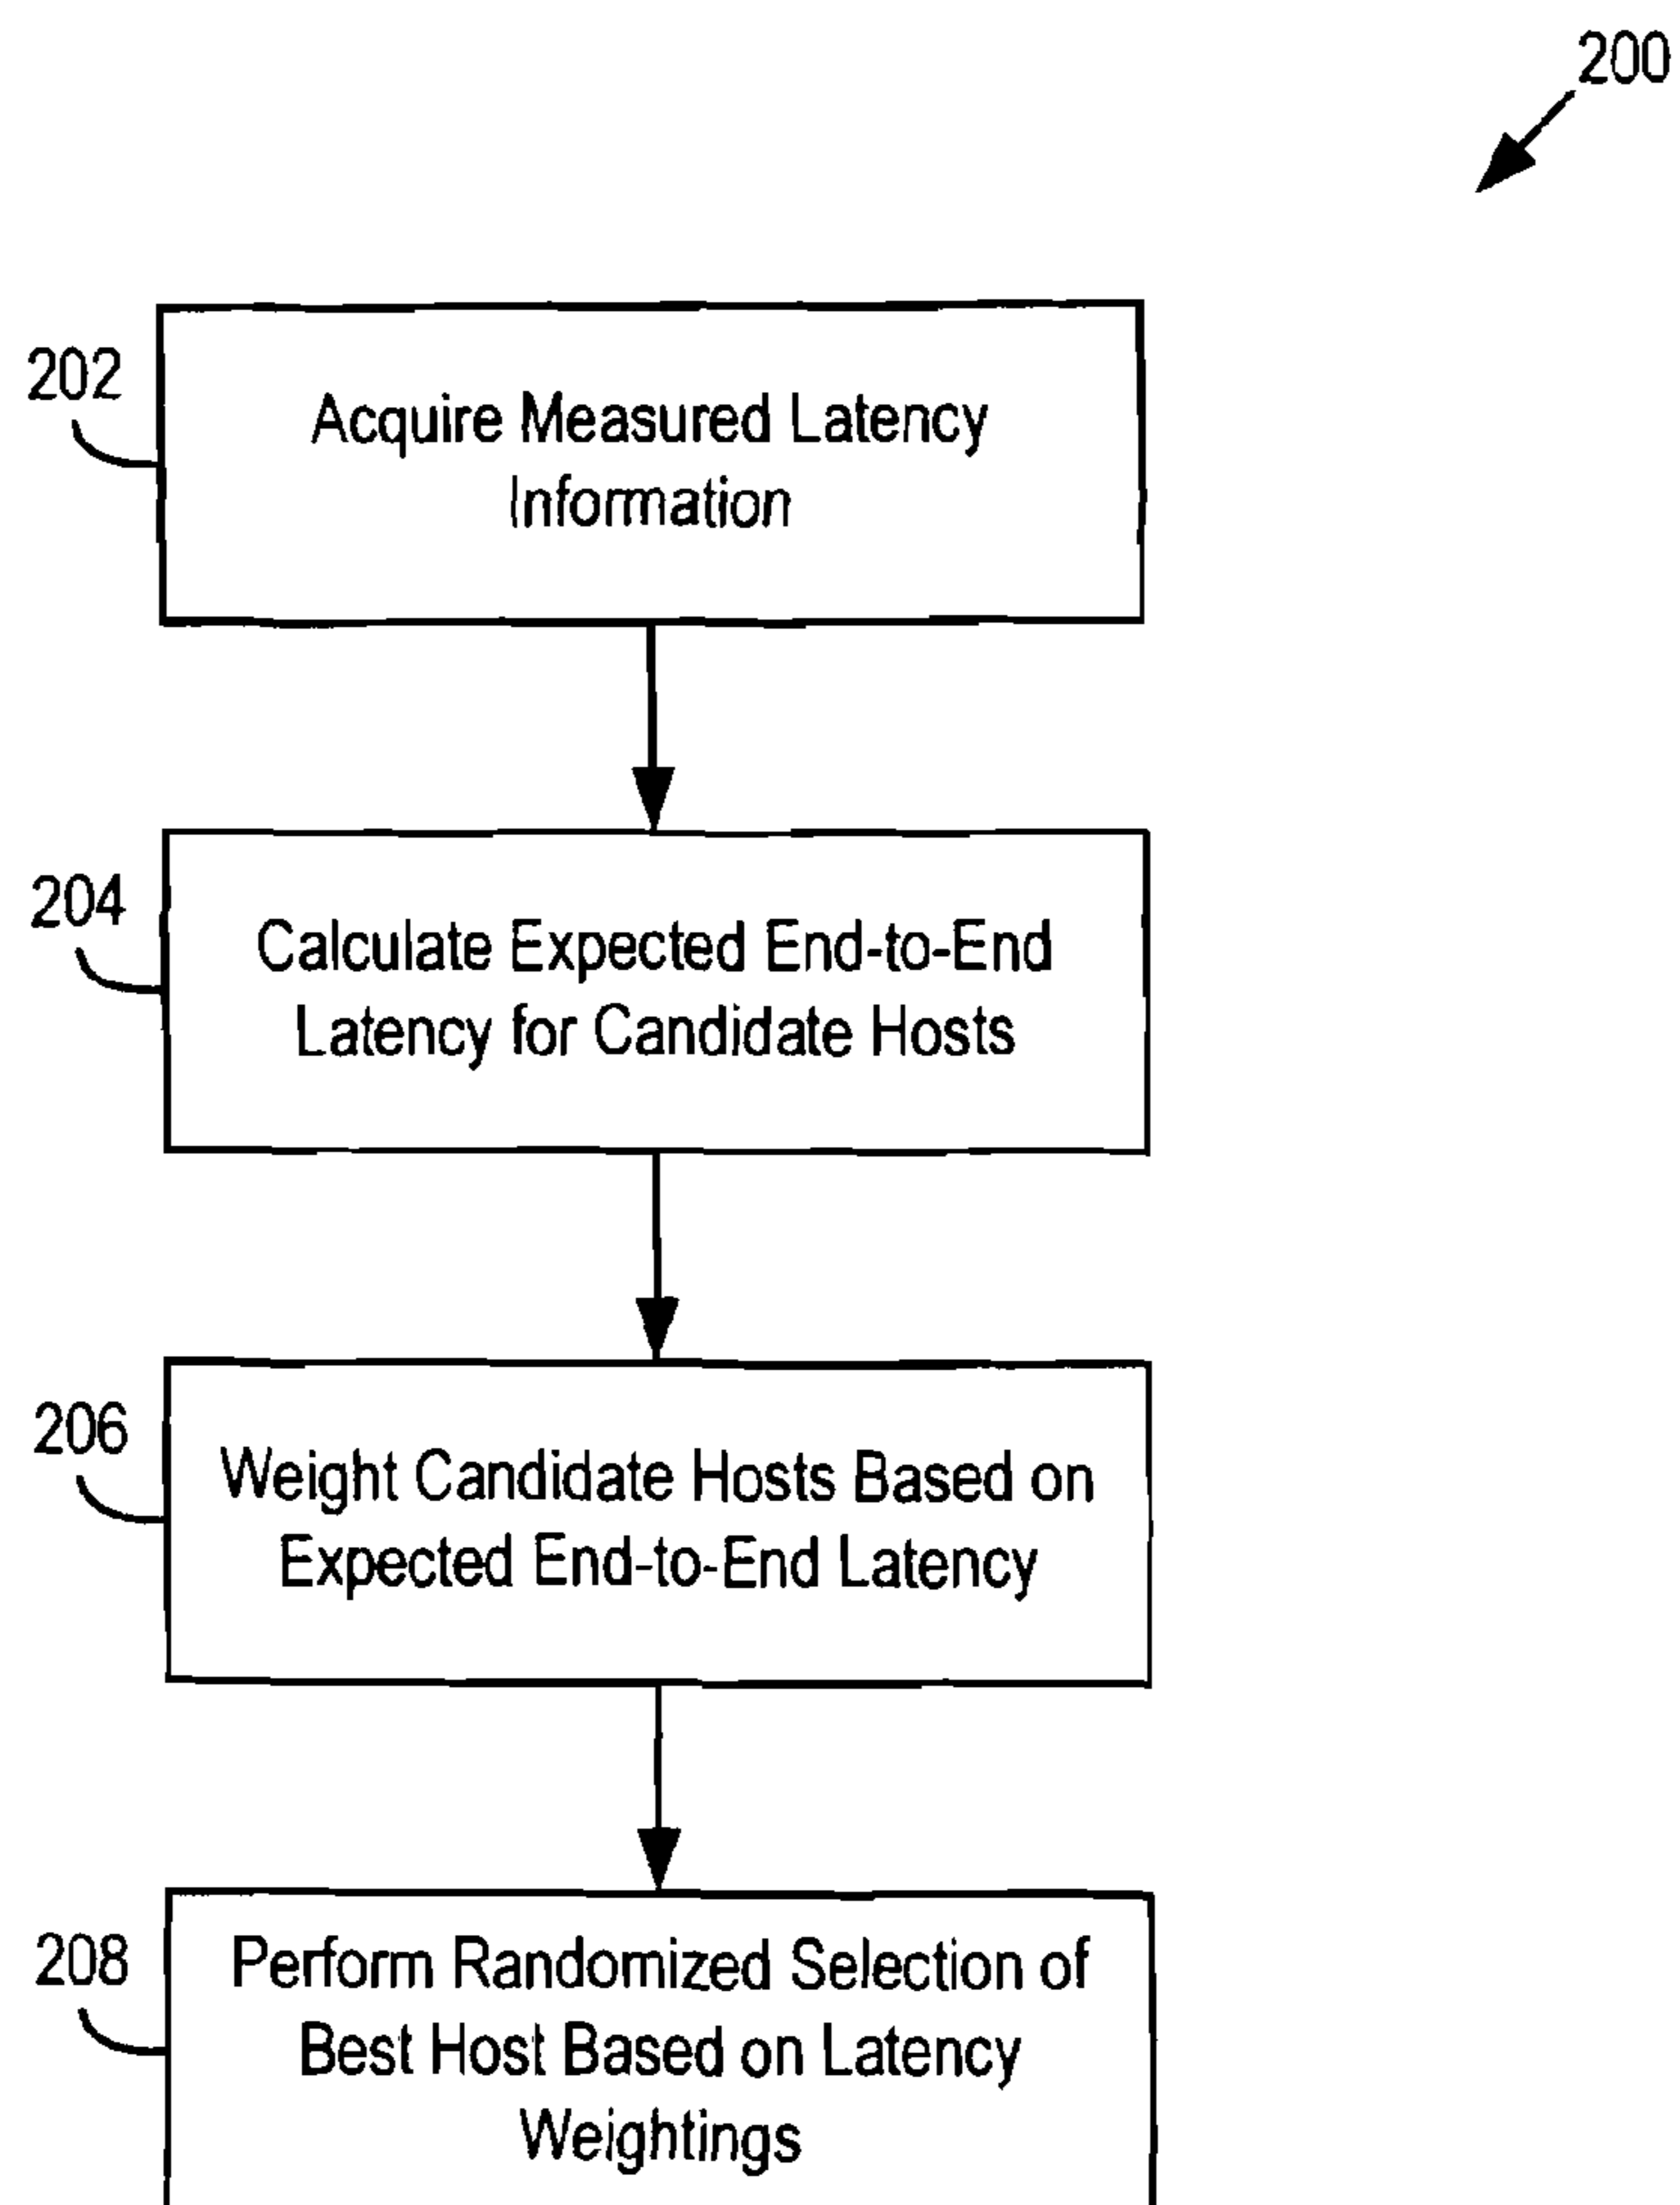 200
202
Acquire Measured Latency
Information
204
Calculate Expected End-to-End
Latency for Candidate Hosts
206
Weight Candidate Hosts Based on
Expected End-to-End Latency
208
Perform Randomized Selection of
Best Host Based on Latency
Weightings